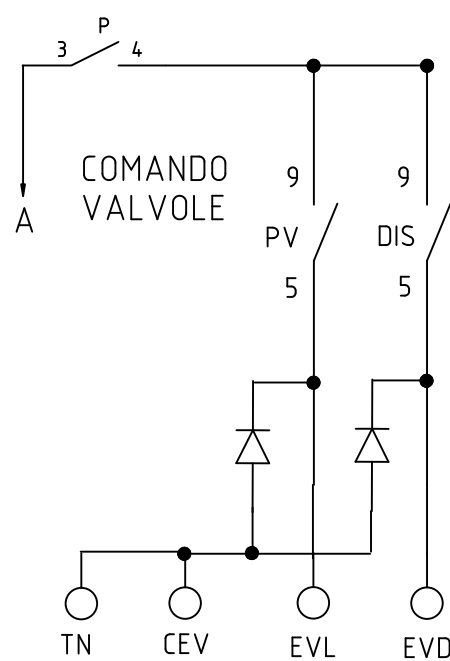 P
3 4
COMANDO
VALVOLE
A
9 9
PV DIS
5 5
TN CEV EVL EVD